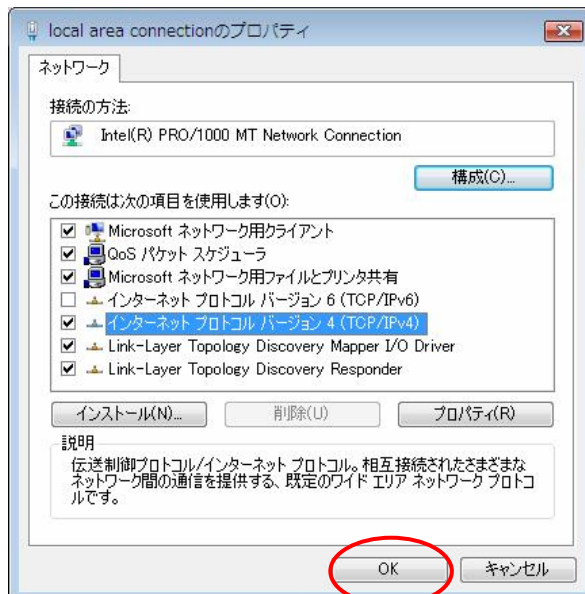 local area connectionのプロパティ
ネットワーク
接続の方法:
Intel(R) PRO/1000 MT Network Connection
構成(C)...
この接続は次の項目を使用します(O):
Microsoft ネットワーク用クライアント
QoS パケット スケジューラ
Microsoft ネットワーク用ファイルとプリンタ共有
インターネット プロトコル バージョン 6 (TCP/IPv6)
インターネット プロトコル バージョン 4 (TCP/IPv4)
Link-Layer Topology Discovery Mapper I/O Driver
Link-Layer Topology Discovery Responder
インストール(N)...
削除(U)
プロパティ(R)
説明
伝送制御プロトコル/インターネット プロトコル。相互接続されたさまざまな
ネットワーク間の通信を提供する、既定のワイド エリア ネットワーク プロトコ
ルです。
OK
キャンセル